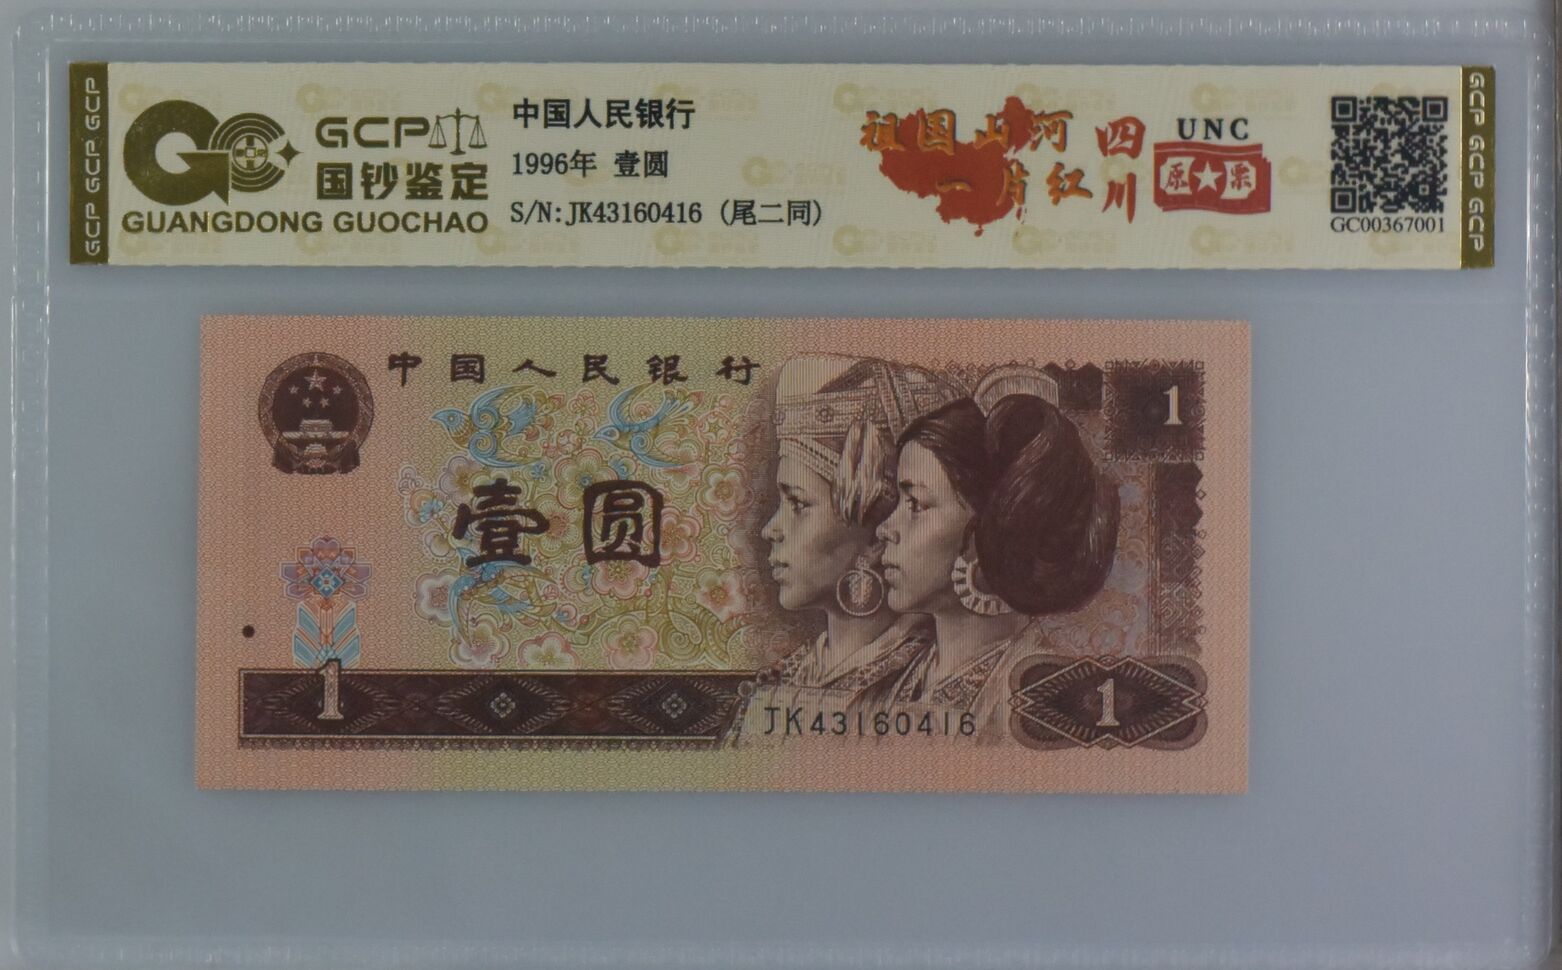 GCP GCP GCP
GCP
国钞鉴定
GUANGDONG GUOCHAO
中国人民银行
1996年 壹圆
S/N:JK43160416 (尾二同)
祖国山河
一片红
四川
UNC
原★票
GC00367001
GCP GCP GCP
中国人民银行
1
壹圆
1
JK43160416
1